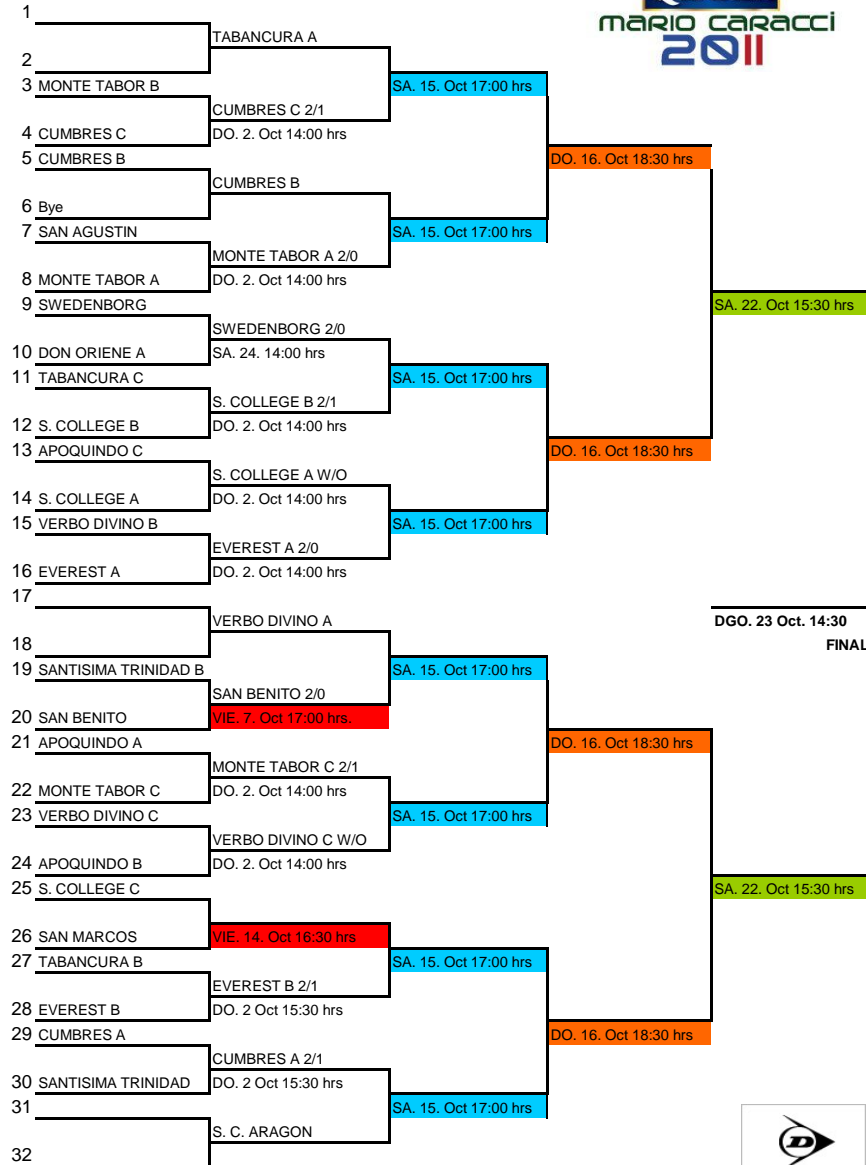 MARIO CARACCI
2011
1
TABANCURA A
2
3 MONTE TABOR B
SA. 15. Oct 17:00 hrs
CUMBRES C 2/1
4 CUMBRES C
DO. 2. Oct 14:00 hrs
5 CUMBRES B
DO. 16. Oct 18:30 hrs
CUMBRES B
6 Bye
7 SAN AGUSTIN
SA. 15. Oct 17:00 hrs
MONTE TABOR A 2/0
8 MONTE TABOR A
DO. 2. Oct 14:00 hrs
9 SWEDENBORG
SA. 22. Oct 15:30 hrs
SWEDENBORG 2/0
10 DON ORIENE A
SA. 24. 14:00 hrs
11 TABANCURA C
SA. 15. Oct 17:00 hrs
S. COLLEGE B 2/1
12 S. COLLEGE B
DO. 2. Oct 14:00 hrs
13 APOQUINDO C
DO. 16. Oct 18:30 hrs
S. COLLEGE A W/O
14 S. COLLEGE A
DO. 2. Oct 14:00 hrs
15 VERBO DIVINO B
SA. 15. Oct 17:00 hrs
EVEREST A 2/0
16 EVEREST A
DO. 2. Oct 14:00 hrs
17
VERBO DIVINO A
DGO. 23 Oct. 14:30
18
FINAL
19 SANTISIMA TRINIDAD B
SA. 15. Oct 17:00 hrs
SAN BENITO 2/0
20 SAN BENITO
VIE. 7. Oct 17:00 hrs.
21 APOQUINDO A
DO. 16. Oct 18:30 hrs
MONTE TABOR C 2/1
22 MONTE TABOR C
DO. 2. Oct 14:00 hrs
23 VERBO DIVINO C
SA. 15. Oct 17:00 hrs
VERBO DIVINO C W/O
24 APOQUINDO B
DO. 2. Oct 14:00 hrs
25 S. COLLEGE C
SA. 22. Oct 15:30 hrs
26 SAN MARCOS
VIE. 14. Oct 16:30 hrs
27 TABANCURA B
SA. 15. Oct 17:00 hrs
EVEREST B 2/1
28 EVEREST B
DO. 2 Oct 15:30 hrs
29 CUMBRES A
DO. 16. Oct 18:30 hrs
CUMBRES A 2/1
30 SANTISIMA TRINIDAD
DO. 2 Oct 15:30 hrs
31
SA. 15. Oct 17:00 hrs
S. C. ARAGON
32